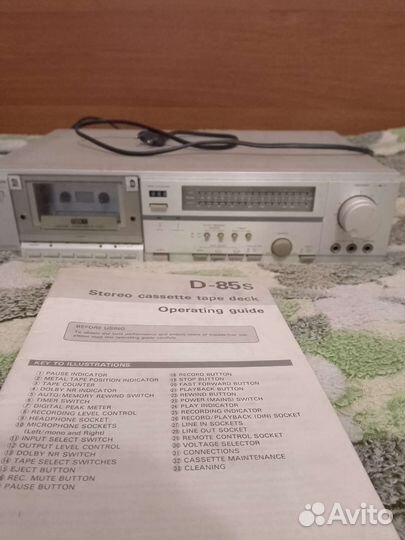 D-85s
Stereo cassette tape deck
Operating guide
BEFORE USING
KEY TO ILLUSTRATIONS
1 PAUSE INDICATOR
2 METAL TAPE POSITION INDICATOR
3 TAPE COUNTER
4 DOLBY NR INDICATOR
5 AUTO/MEMORY REWIND SWITCH
6 TIMER SWITCH
7 DIGITAL PEAK METER
8 RECORDING LEVEL CONTROL
9 HEADPHONE SOCKET
10 MICROPHONE SOCKETS
(Left/mono and Right)
11 INPUT SELECT SWITCH
12 OUTPUT LEVEL CONTROL
13 DOLBY NR SWITCH
14 TAPE SELECT SWITCHES
15 EJECT BUTTON
16 REC. MUTE BUTTON
PAUSE BUTTON
18 RECORD BUTTON
19 STOP BUTTON
20 FAST FORWARD BUTTON
21 PLAYBACK BUTTON
22 REWIND BUTTON
23 POWER (MAINS) SWITCH
24 PLAY INDICATOR
25 RECORDING INDICATOR
26 RECORD/PLAYBACK (DIN) SOCKET
27 LINE IN SOCKETS
28 LINE OUT SOCKET
29 REMOTE CONTROL SOCKET
30 VOLTAGE SELECTOR
31 CONNECTIONS
32 CASSETTE MAINTENANCE
33 CLEANING
Avito